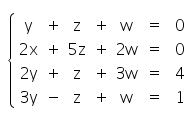 y + z + w = 0
2x + 5z + 2w = 0
2y + z + 3w = 4
3y − z + w = 1